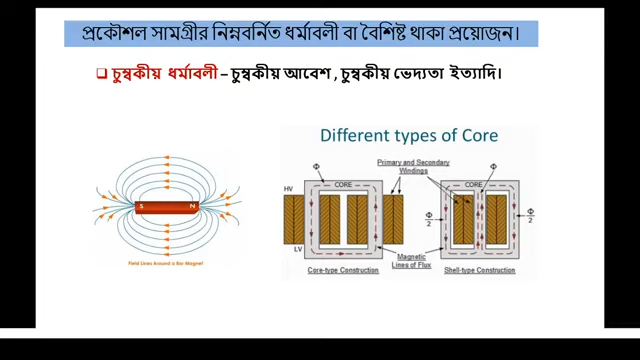 প্রকৌশল সামগ্রীর নিম্নবর্নিত ধর্মাবলী বা বৈশিষ্ট থাকা প্রয়োজন।
❑ চুম্বকীয় ধর্মাবলী – চুম্বকীয় আবেশ , চুম্বকীয় ভেদ্যতা ইত্যাদি।
Different types of Core
S N
Field Lines Around a Bar Magnet
Φ Primary and Secondary Windings Φ
HV CORE CORE
Φ/2 Φ/2
LV Magnetic Lines of Flux
Core-type Construction Shell-type Construction